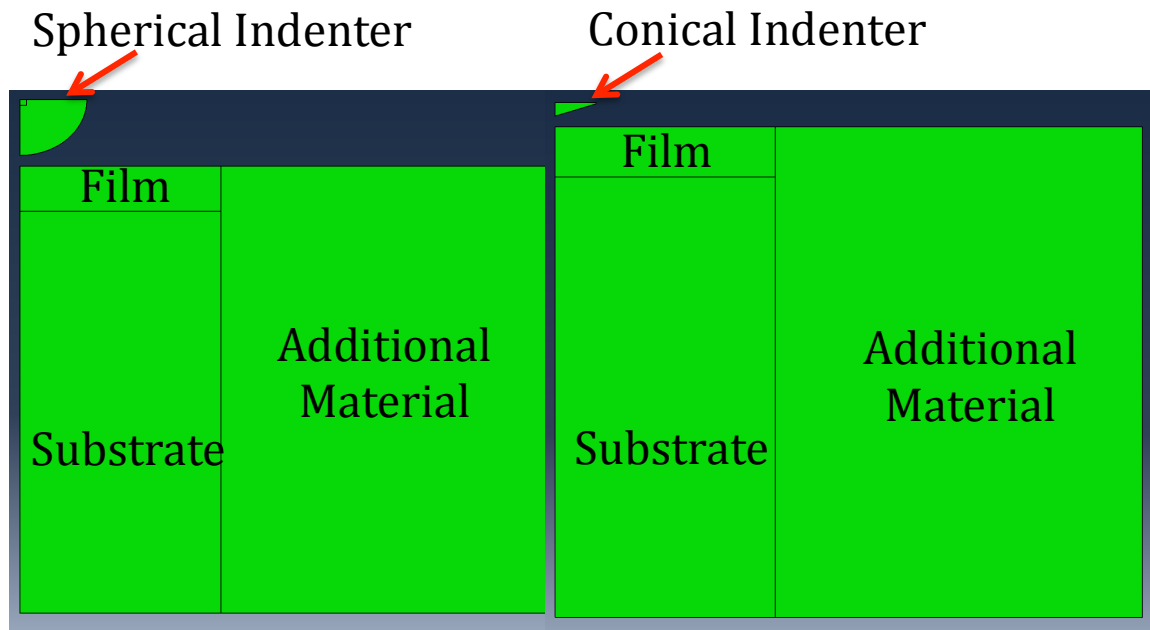 Spherical Indenter
Conical Indenter
Film
Additional
Material
Substrate
Film
Additional
Material
Substrate